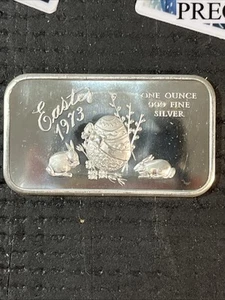 PREC
Easter
1973
ONE OUNCE
999 FINE
SILVER